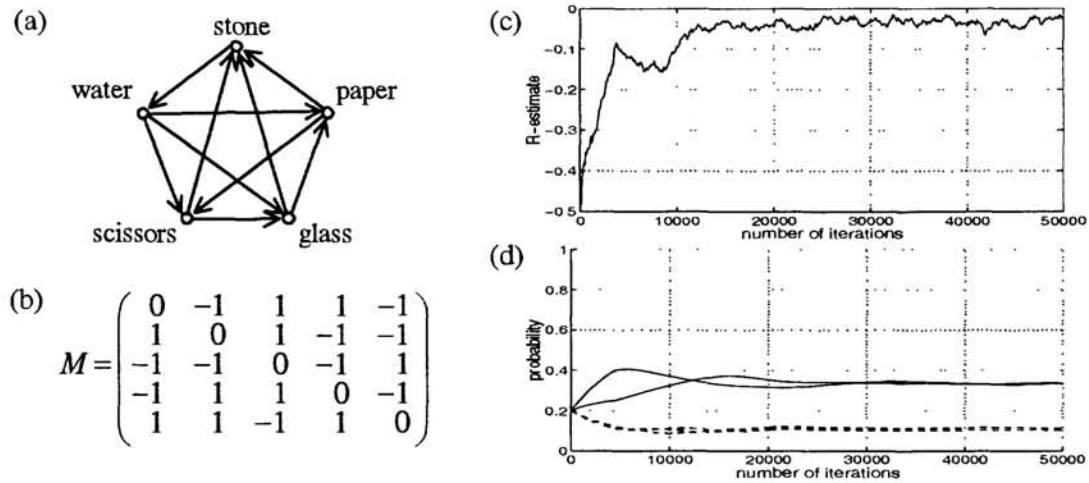 (a)
stone
water
paper
scissors
glass
(b)
M =
0 -1 1 1 -1
1 0 1 -1 -1
-1 -1 0 -1 1
-1 1 1 0 -1
1 1 -1 1 0
(c)
R-estimate
0
-0.1
-0.2
-0.3
-0.4
-0.5
0 10000 20000 30000 40000 50000
number of iterations
(d)
probability
1
0.8
0.6
0.4
0.2
0
0 10000 20000 30000 40000 50000
number of iterations